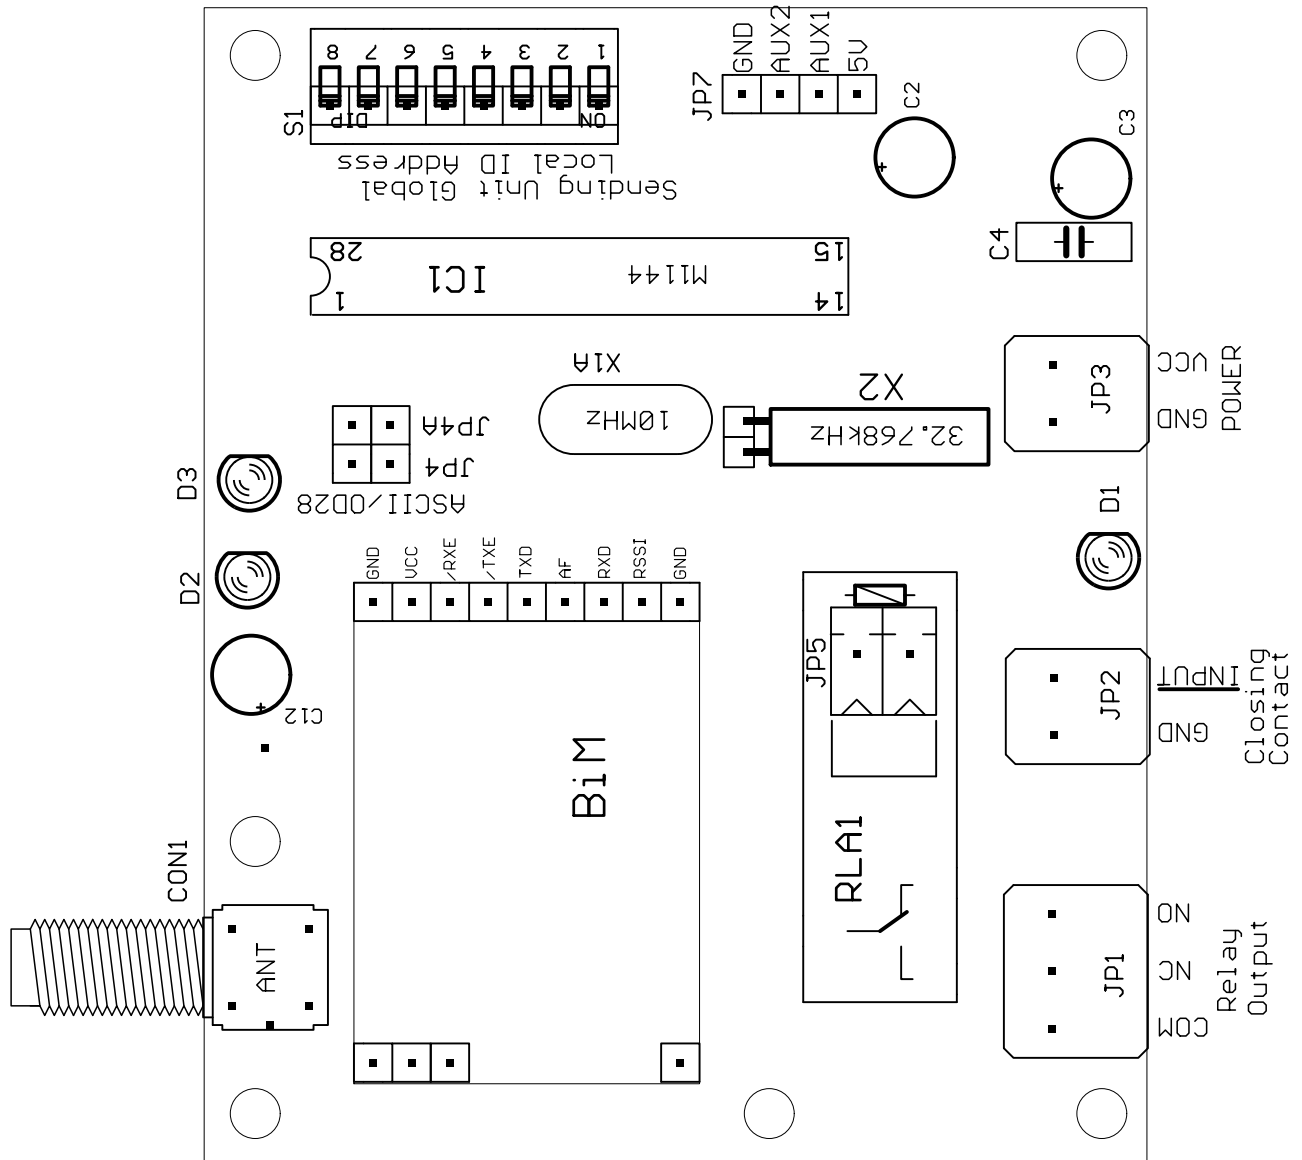 GND
AUX2
AUX1
5V
JP7
C2
C3
C4
S1
8 7 6 5 4 3 2 1
DIP
ON
Sending Unit Global
Local ID Address
28
15
IC1
M1144
1
14
X1A
10MHz
X2
32.768kHz
JP3
VCC
GND
POWER
JP4A
JP4
ASCII/OD28
D3
D2
D1
GND
VCC
/RXE
/TXE
TXD
AF
RXD
RSSI
GND
C12
BiM
JP5
RLA1
JP2
INPUT
GND
Closing
Contact
CON1
ANT
JP1
NO
NC
COM
Relay
Output